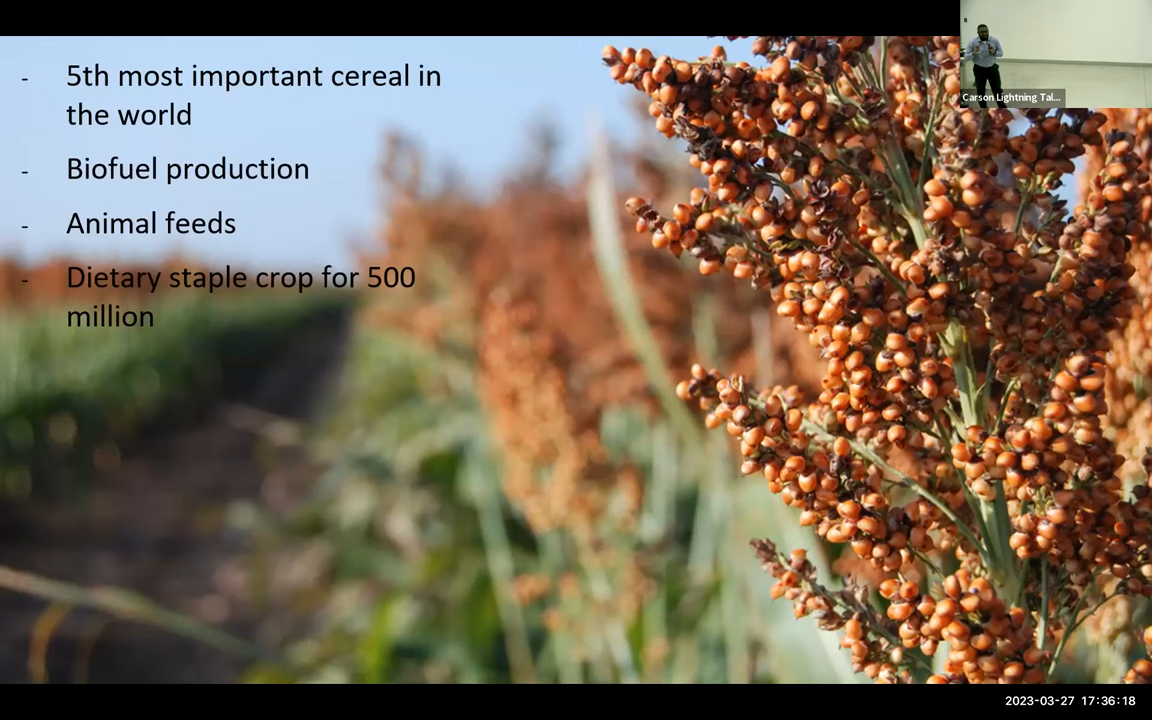 - 5th most important cereal in
the world
- Biofuel production
- Animal feeds
- Dietary staple crop for 500
million
Carson Lightning Tal...
2023-03-27 17:36:18